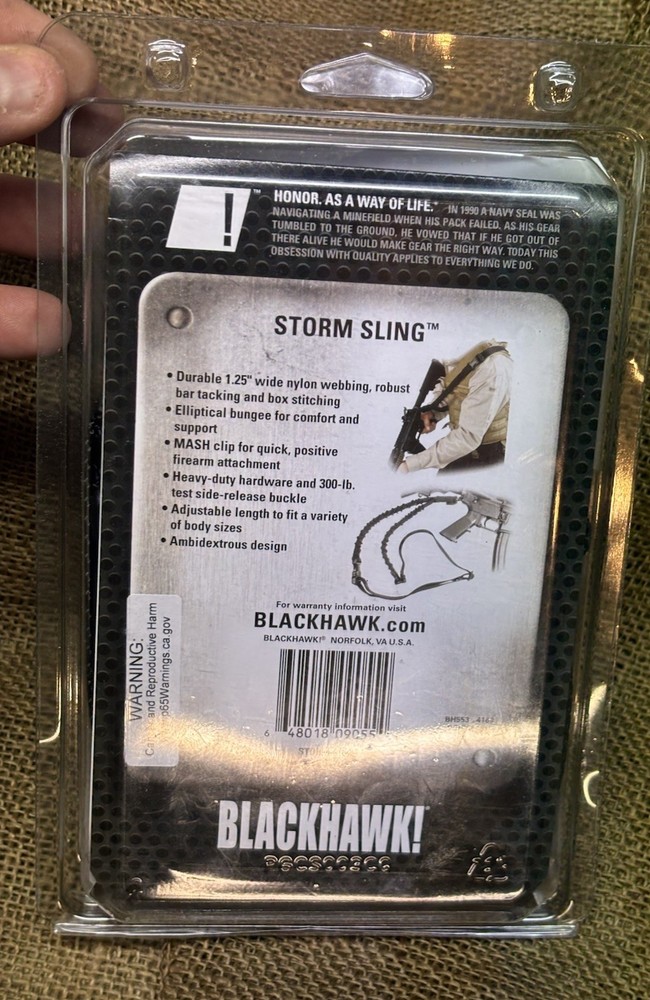 ! ™
HONOR. AS A WAY OF LIFE.® IN 1990 A NAVY SEAL WAS
NAVIGATING A MINEFIELD WHEN HIS PACK FAILED. AS HIS GEAR
TUMBLED TO THE GROUND, HE VOWED THAT IF HE GOT OUT OF
THERE ALIVE HE WOULD MAKE GEAR THE RIGHT WAY. TODAY THIS
OBSESSION WITH QUALITY APPLIES TO EVERYTHING WE DO.
STORM SLING™
• Durable 1.25" wide nylon webbing, robust
bar tacking and box stitching
• Elliptical bungee for comfort and
support
• MASH clip for quick, positive
firearm attachment
• Heavy-duty hardware and 300-lb.
test side-release buckle
• Adjustable length to fit a variety
of body sizes
• Ambidextrous design
For warranty information visit
BLACKHAWK.com
BLACKHAWK!® NORFOLK, VA U.S.A.
WARNING:
and Reproductive Harm
65Warnings.ca.gov
6 48018 09055
BLACKHAWK!